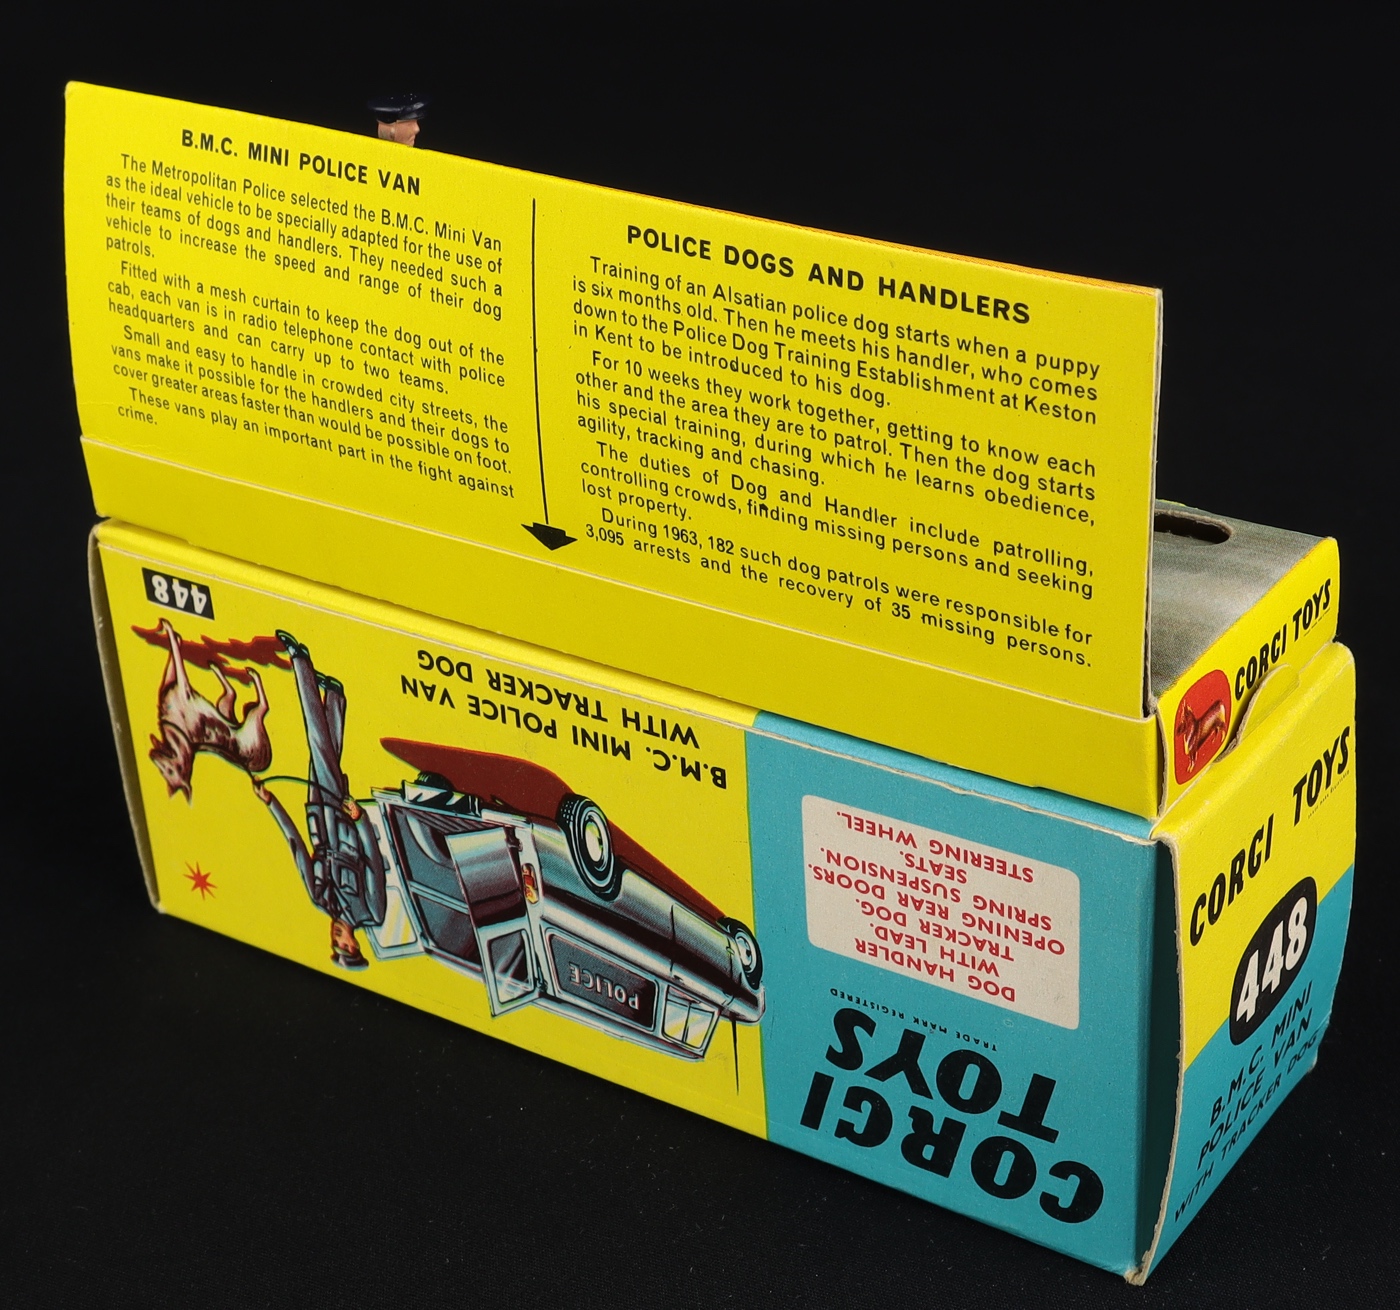 B.M.C. MINI POLICE VAN
The Metropolitan Police selected the B.M.C. Mini Van
as the ideal vehicle to be specially adapted for the use of
their teams of dogs and handlers. They needed such a
vehicle to increase the speed and range of their dog
patrols.
Fitted with a mesh curtain to keep the dog out of the
cab, each van is in radio telephone contact with police
headquarters and can carry up to two teams.
Small and easy to handle in crowded city streets, the
vans make it possible for the handlers and their dogs to
cover greater areas faster than would be possible on foot.
These vans play an important part in the fight against
crime.
POLICE DOGS AND HANDLERS
Training of an Alsatian police dog starts when a puppy
is six months old. Then he meets his handler, who comes
down to the Police Dog Training Establishment at Keston
in Kent to be introduced to his dog.
For 10 weeks they work together, getting to know each
other and the area they are to patrol. Then the dog starts
his special training, during which he learns obedience,
agility, tracking and chasing.
The duties of Dog and Handler include patrolling,
controlling crowds, finding missing persons and seeking
lost property.
During 1963, 182 such dog patrols were responsible for
3,095 arrests and the recovery of 35 missing persons.
CORGI TOYS
CORGI
TOYS
TRADE MARK REGISTERED
DOG HANDLER
WITH LEAD.
TRACKER DOG.
OPENING REAR DOORS.
SPRING SUSPENSION.
SEATS.
STEERING WHEEL.
POLICE
B.M.C. MINI POLICE VAN
WITH TRACKER DOG
448
CORGI TOYS
448
B.M.C. MINI
POLICE VAN
WITH TRACKER DOG